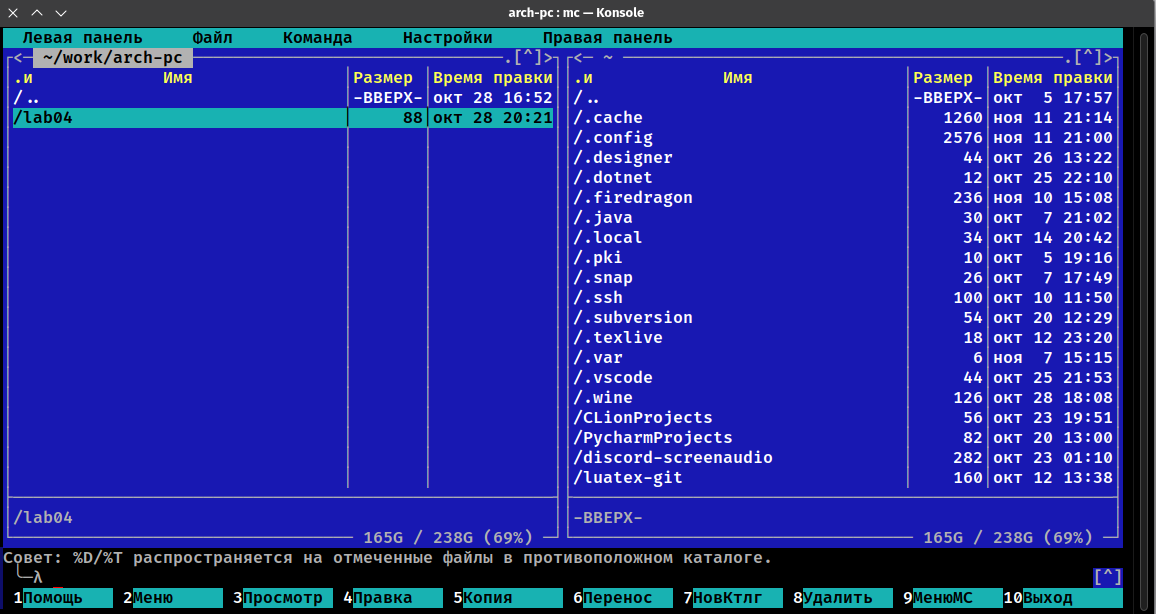 arch-pc : mc — Konsole
Левая панель Файл Команда Настройки Правая панель
<— ~/work/arch-pc .[^]> <— ~ .[^]>
.и Имя Размер Время правки .и Имя Размер Время правки
/.. -ВВЕРХ- окт 28 16:52 /.. -ВВЕРХ- окт 5 17:57
/lab04 88 окт 28 20:21 /.cache 1260 ноя 11 21:14
/.config 2576 ноя 11 21:00
/.designer 44 окт 26 13:22
/.dotnet 12 окт 25 22:10
/.firedragon 236 ноя 10 15:08
/.java 30 окт 7 21:02
/.local 34 окт 14 20:42
/.pki 10 окт 5 19:16
/.snap 26 окт 7 17:49
/.ssh 100 окт 10 11:50
/.subversion 54 окт 20 12:29
/.texlive 18 окт 12 23:20
/.var 6 ноя 7 15:15
/.vscode 44 окт 25 21:53
/.wine 126 окт 28 18:08
/CLionProjects 56 окт 23 19:51
/PycharmProjects 82 окт 20 13:00
/discord-screenaudio 282 окт 23 01:10
/luatex-git 160 окт 12 13:38
/lab04 -ВВЕРХ-
165G / 238G (69%) 165G / 238G (69%)
Совет: %D/%T распространяется на отмеченные файлы в противоположном каталоге.
╰─λ [^]
1Помощь 2Меню 3Просмотр 4Правка 5Копия 6Перенос 7НовКтлг 8Удалить 9МенюМС 10Выход